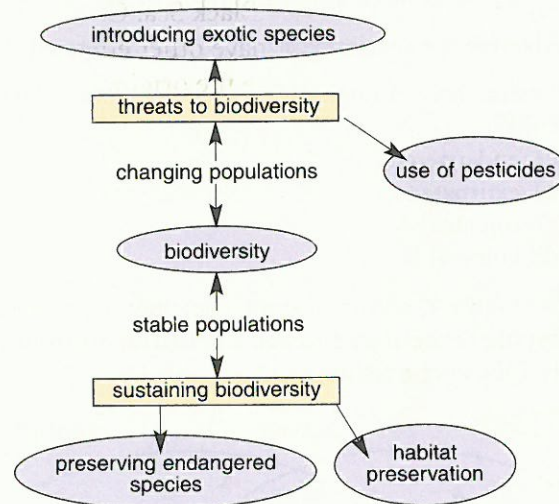 introducing exotic species
threats to biodiversity
changing populations
use of pesticides
biodiversity
stable populations
sustaining biodiversity
preserving endangered
species
habitat
preservation